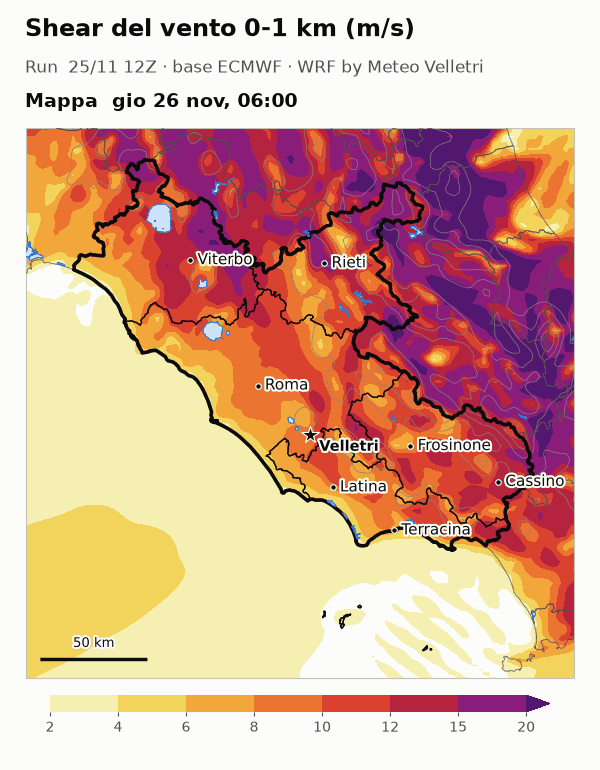 Shear del vento 0-1 km (m/s)
Run  25/11 12Z · base ECMWF · WRF by Meteo Velletri
Mappa  gio 26 nov, 06:00
Viterbo
Rieti
Roma
Velletri
Frosinone
Cassino
Latina
Terracina
50 km
2 4 6 8 10 12 15 20